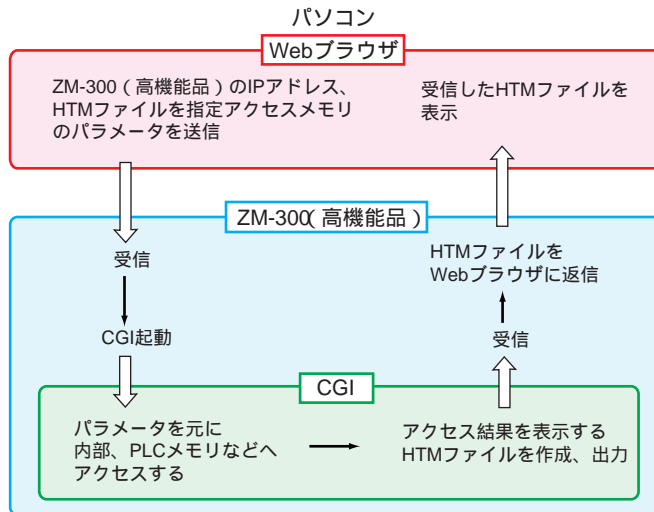 パソコン
Webブラウザ
ZM-300（高機能品）のIPアドレス、
HTMファイルを指定アクセスメモリ
のパラメータを送信
受信したHTMファイルを
表示
ZM-300（高機能品）
受信
CGI起動
HTMファイルを
Webブラウザに返信
受信
CGI
パラメータを元に
内部、PLCメモリなどへ
アクセスする
アクセス結果を表示する
HTMファイルを作成、出力